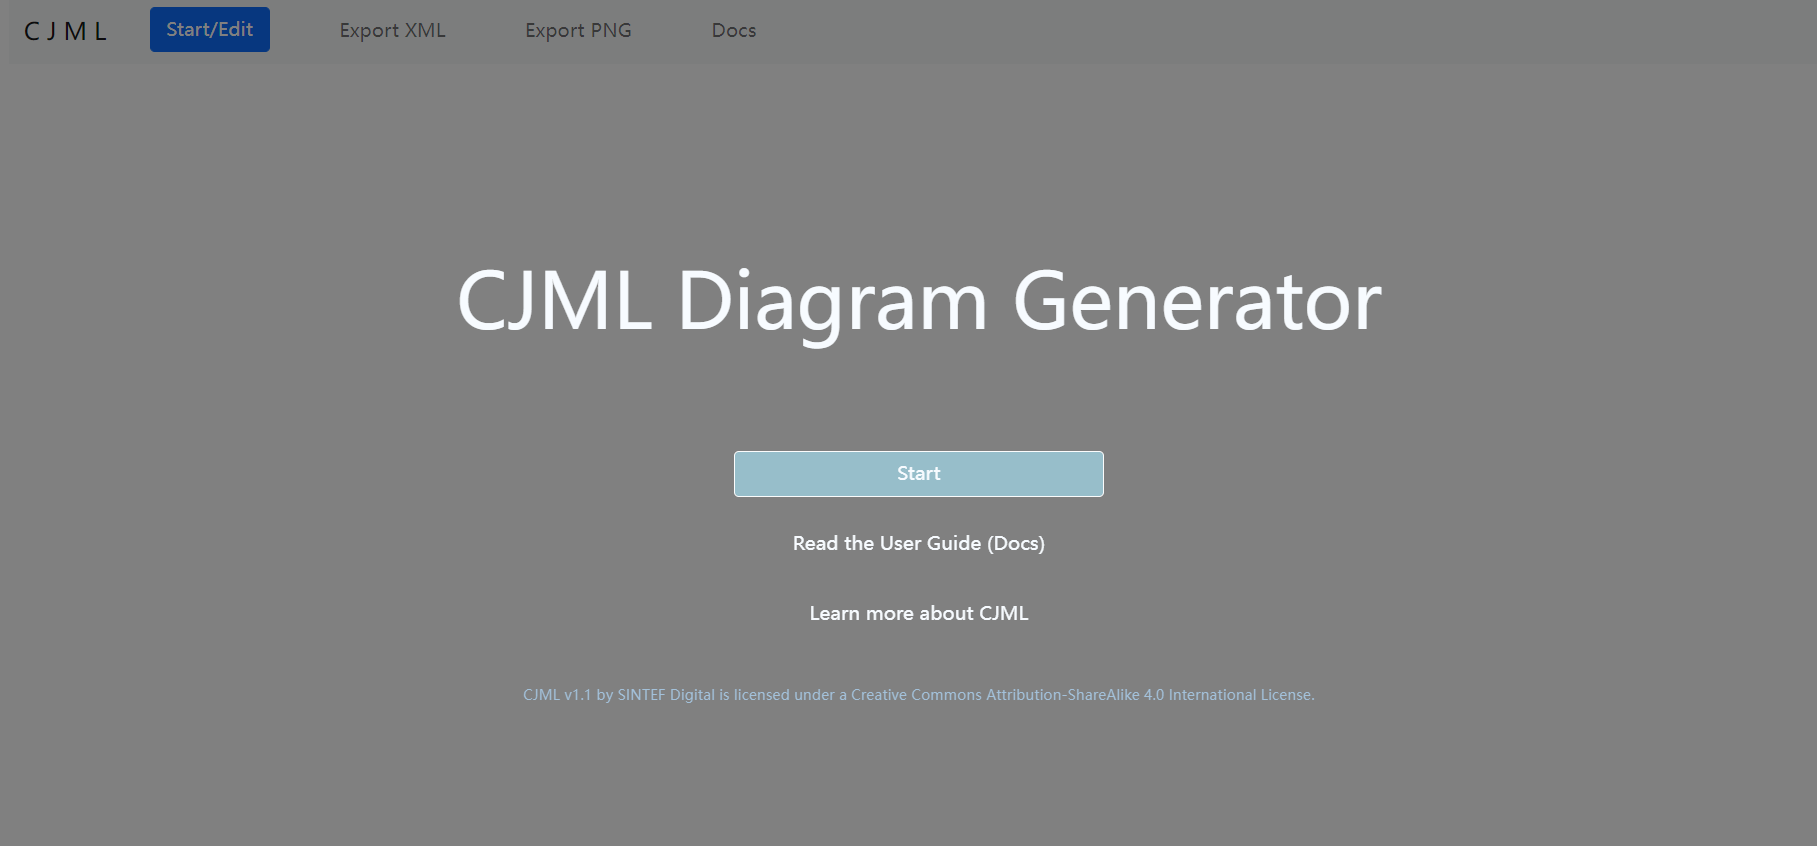 C J M L Start/Edit Export XML Export PNG Docs
CJML Diagram Generator
Start
Read the User Guide (Docs)
Learn more about CJML
CJML v1.1 by SINTEF Digital is licensed under a Creative Commons Attribution-ShareAlike 4.0 International License.